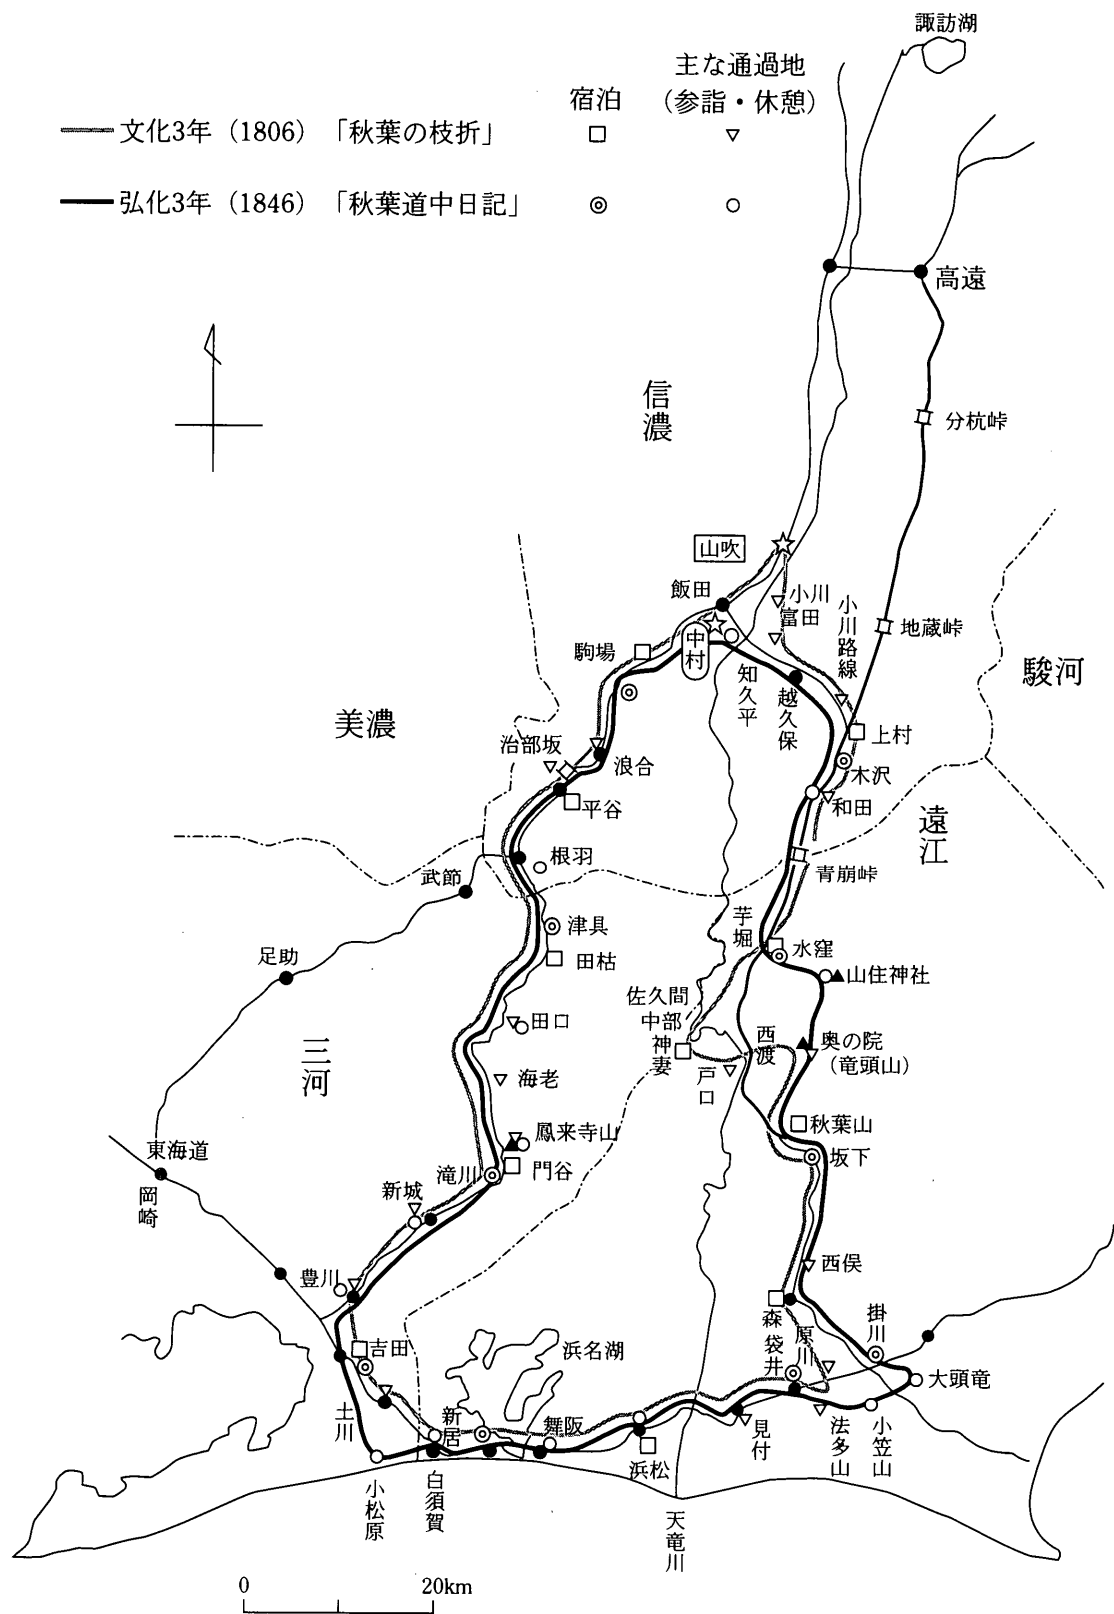 諏訪湖
主な通過地
宿泊 (参詣・休憩)
文化3年(1806)「秋葉の枝折」
弘化3年(1846)「秋葉道中日記」
高遠
信濃
分杭峠
山吹
飯田
小川
富田
小川路線
地蔵峠
駒場
中村
知久平
越久保
駿河
美濃
上村
治部坂
浪合
木沢
平谷
和田
遠江
根羽
武節
青崩峠
芋堀
津具
水窪
足助
田枯
山住神社
佐久間
中部
神妻
田口
西渡
奥の院
(竜頭山)
三河
戸口
海老
秋葉山
鳳来寺山
坂下
東海道
門谷
滝川
岡崎
新城
西俣
豊川
森
掛川
袋井
原川
吉田
浜名湖
大頭竜
土川
新居
舞阪
見付
法多山
小笠山
浜松
小松原
白須賀
天竜川
0 20km